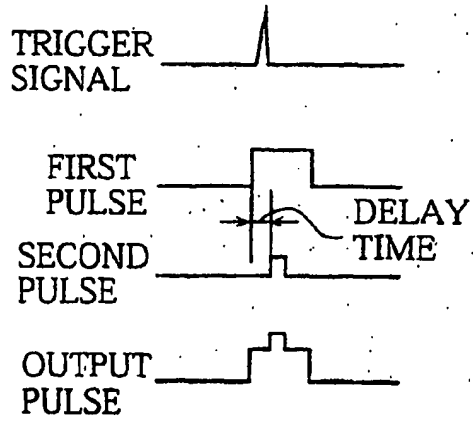 TRIGGER
SIGNAL
FIRST
PULSE
DELAY
TIME
SECOND
PULSE
OUTPUT
PULSE